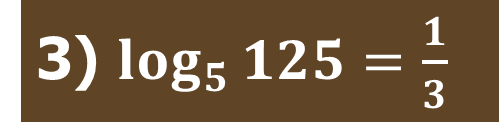 3) log₅ 125 = 1/3